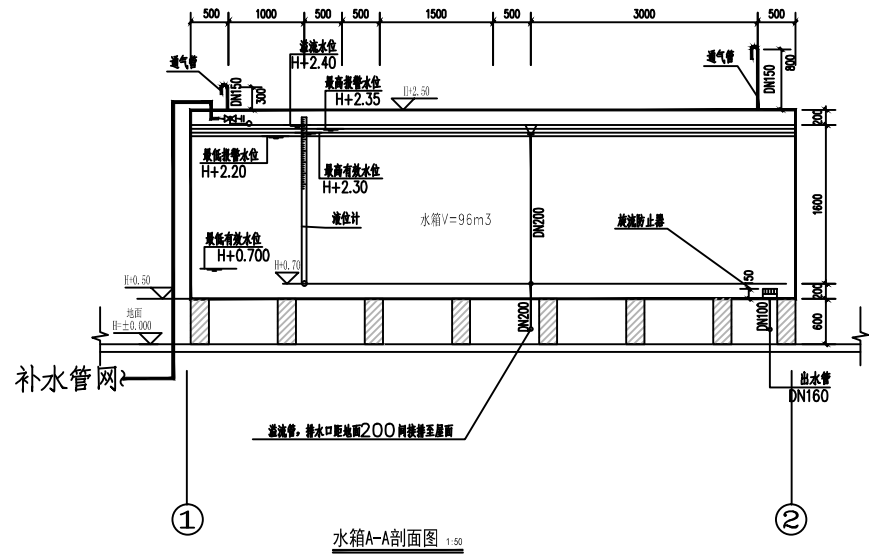 500 1000 500 500 1500 500 3000 500
溢流水位
H+2.40
通气管
DN150
300
最高报警水位
H+2.35
H+2.50
通气管
DN150
800
200
最低报警水位
H+2.20
最高有效水位
H+2.30
液位计
水箱V=96m3
DN200
旋流防止器
1600
最低有效水位
H+0.700
H+0.70
150
200
H+0.50
地面
H=±0.000
DN200
DN100
600
补水管网
出水管
DN160
溢流管，排水口距地面200间接排至屋面
1
2
水箱A-A剖面图 1:50